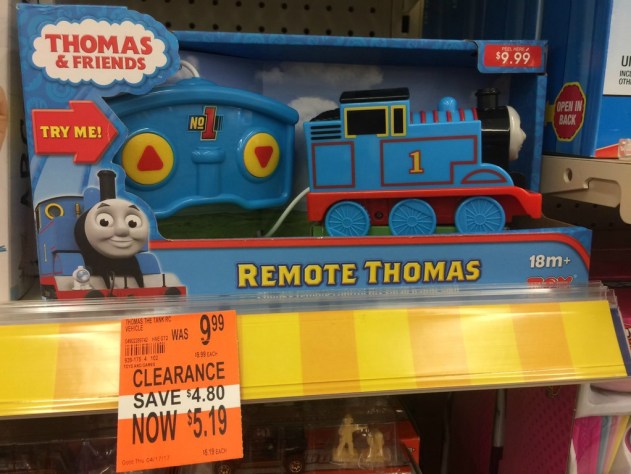 THOMAS
& FRIENDS
$9.99
TRY ME!
No1
1
OPEN IN
BACK
REMOTE THOMAS
18m+
WAS 9.99
CLEARANCE
SAVE $4.80
NOW $5.19